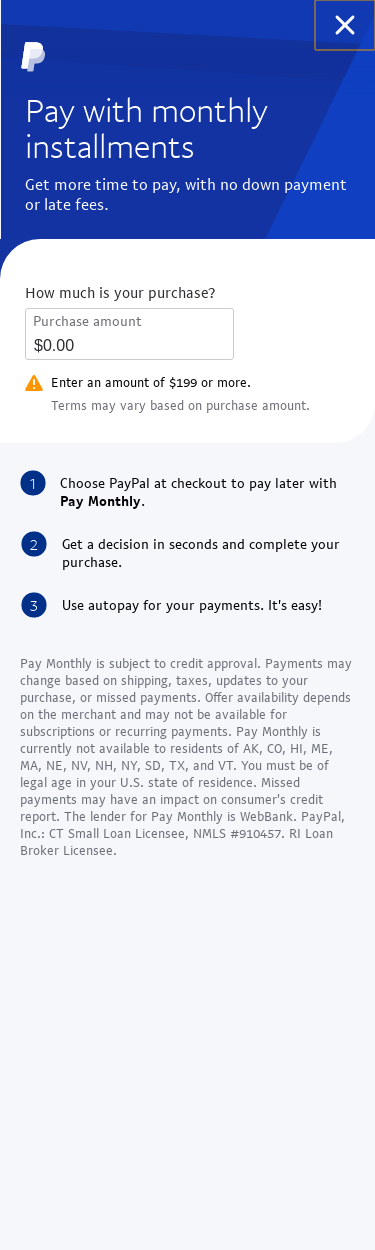 Pay with monthly
installments
Get more time to pay, with no down payment
or late fees.
How much is your purchase?
Purchase amount
$0.00
Enter an amount of $199 or more.
Terms may vary based on purchase amount.
1 Choose PayPal at checkout to pay later with
Pay Monthly.
2 Get a decision in seconds and complete your
purchase.
3 Use autopay for your payments. It's easy!
Pay Monthly is subject to credit approval. Payments may
change based on shipping, taxes, updates to your
purchase, or missed payments. Offer availability depends
on the merchant and may not be available for
subscriptions or recurring payments. Pay Monthly is
currently not available to residents of AK, CO, HI, ME,
MA, NE, NV, NH, NY, SD, TX, and VT. You must be of
legal age in your U.S. state of residence. Missed
payments may have an impact on consumer's credit
report. The lender for Pay Monthly is WebBank. PayPal,
Inc.: CT Small Loan Licensee, NMLS #910457. RI Loan
Broker Licensee.